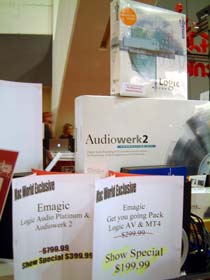 Logic
Audiowerk2
Mac World Exclusive
Emagic
Logic Audio Platinum &
Audiowerk 2
$799.99
Show Special $399.99
Mac World Exclusive
Emagic
Get you going Pack
Logic AV & MT4
$299.99
Show Special
$199.99